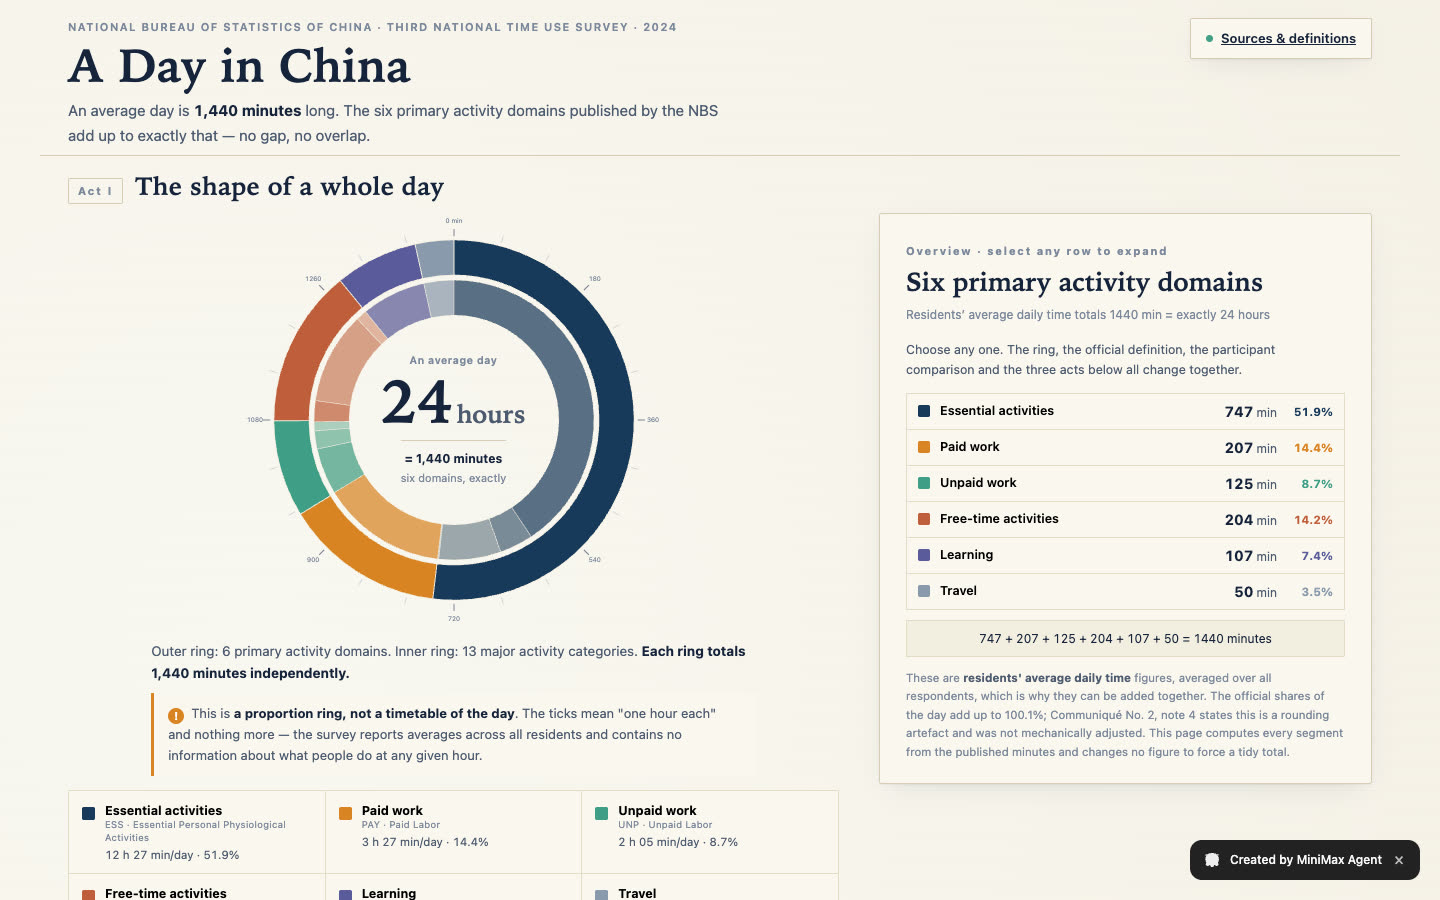 NATIONAL BUREAU OF STATISTICS OF CHINA · THIRD NATIONAL TIME USE SURVEY · 2024
A Day in China
An average day is 1,440 minutes long. The six primary activity domains published by the NBS
add up to exactly that — no gap, no overlap.
Sources & definitions
Act I
The shape of a whole day
0 min
180
360
540
720
900
1080
1260
An average day
24 hours
= 1,440 minutes
six domains, exactly
Outer ring: 6 primary activity domains. Inner ring: 13 major activity categories. Each ring totals
1,440 minutes independently.
! This is a proportion ring, not a timetable of the day. The ticks mean "one hour each"
and nothing more — the survey reports averages across all residents and contains no
information about what people do at any given hour.
Essential activities
ESS · Essential Personal Physiological
Activities
12 h 27 min/day · 51.9%
Paid work
PAY · Paid Labor
3 h 27 min/day · 14.4%
Unpaid work
UNP · Unpaid Labor
2 h 05 min/day · 8.7%
Free-time activities
Learning
Travel
Overview · select any row to expand
Six primary activity domains
Residents' average daily time totals 1440 min = exactly 24 hours
Choose any one. The ring, the official definition, the participant
comparison and the three acts below all change together.
Essential activities 747 min 51.9%
Paid work 207 min 14.4%
Unpaid work 125 min 8.7%
Free-time activities 204 min 14.2%
Learning 107 min 7.4%
Travel 50 min 3.5%
747 + 207 + 125 + 204 + 107 + 50 = 1440 minutes
These are residents' average daily time figures, averaged over all
respondents, which is why they can be added together. The official shares of
the day add up to 100.1%; Communiqué No. 2, note 4 states this is a rounding
artefact and was not mechanically adjusted. This page computes every segment
from the published minutes and changes no figure to force a tidy total.
Created by MiniMax Agent ×